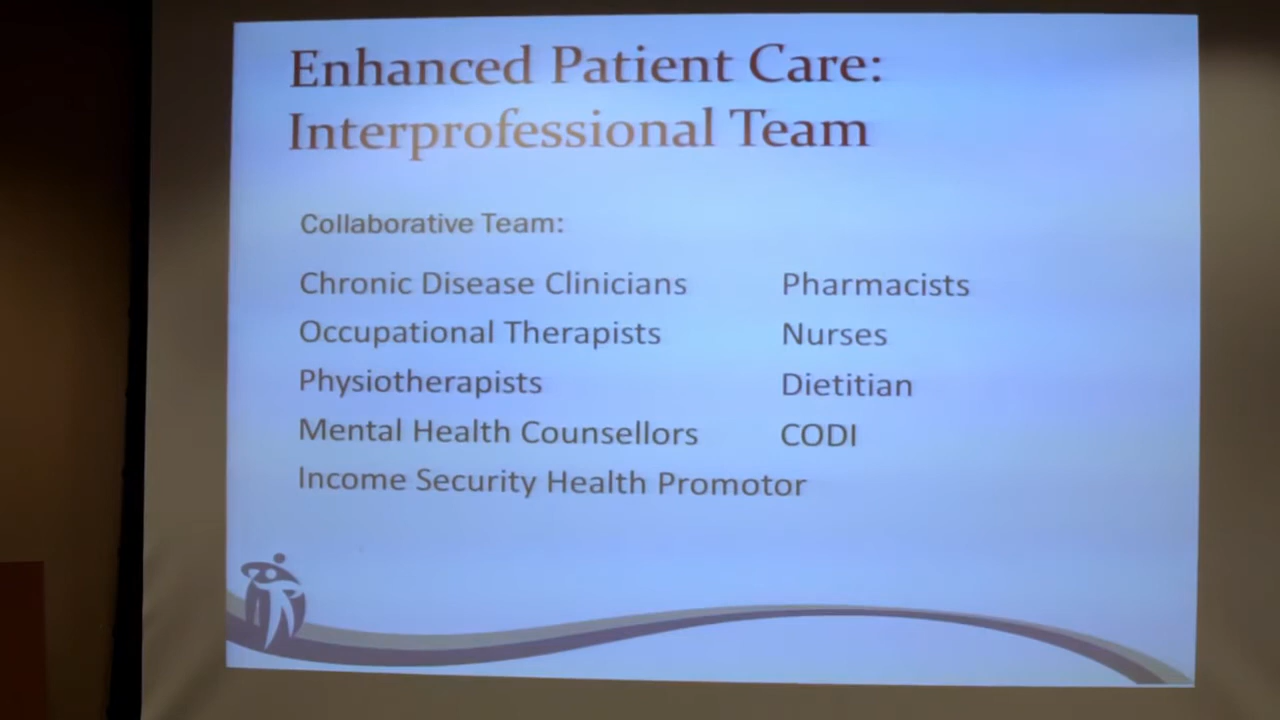 Enhanced Patient Care:
Interprofessional Team
Collaborative Team:
Chronic Disease Clinicians
Occupational Therapists
Physiotherapists
Mental Health Counsellors
Income Security Health Promotor
Pharmacists
Nurses
Dietitian
CODI